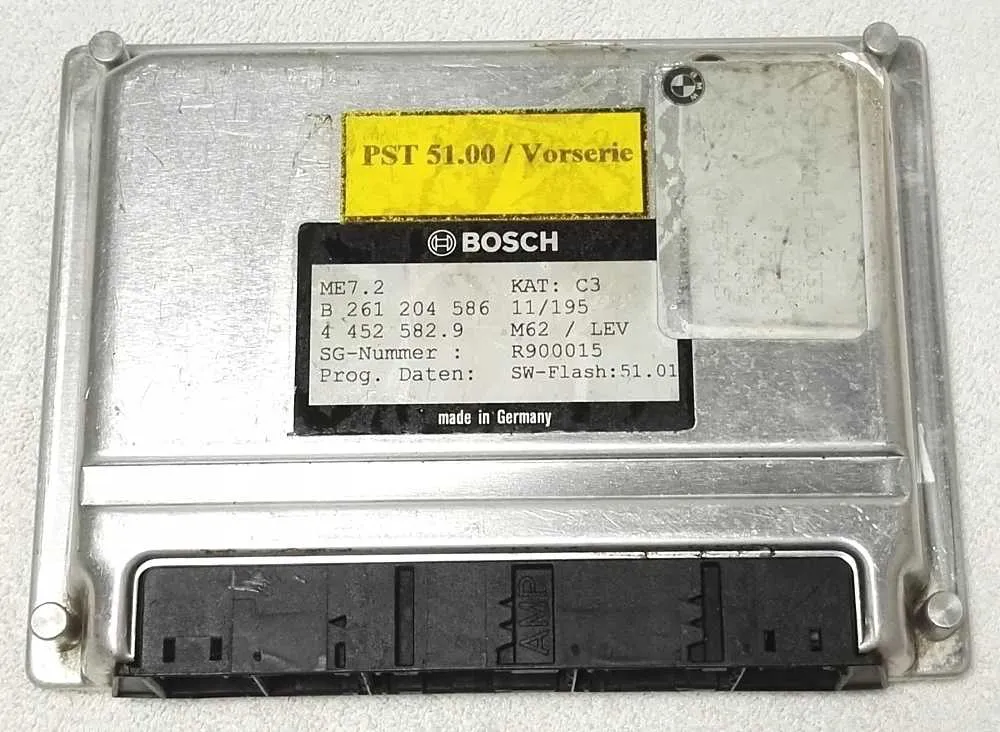 PST 51.00 / Vorserie
BOSCH
ME7.2 KAT: C3
B 261 204 586 11/195
4 452 582.9 M62 / LEV
SG-Nummer : R900015
Prog. Daten: SW-Flash:51.01
made in Germany
AMP